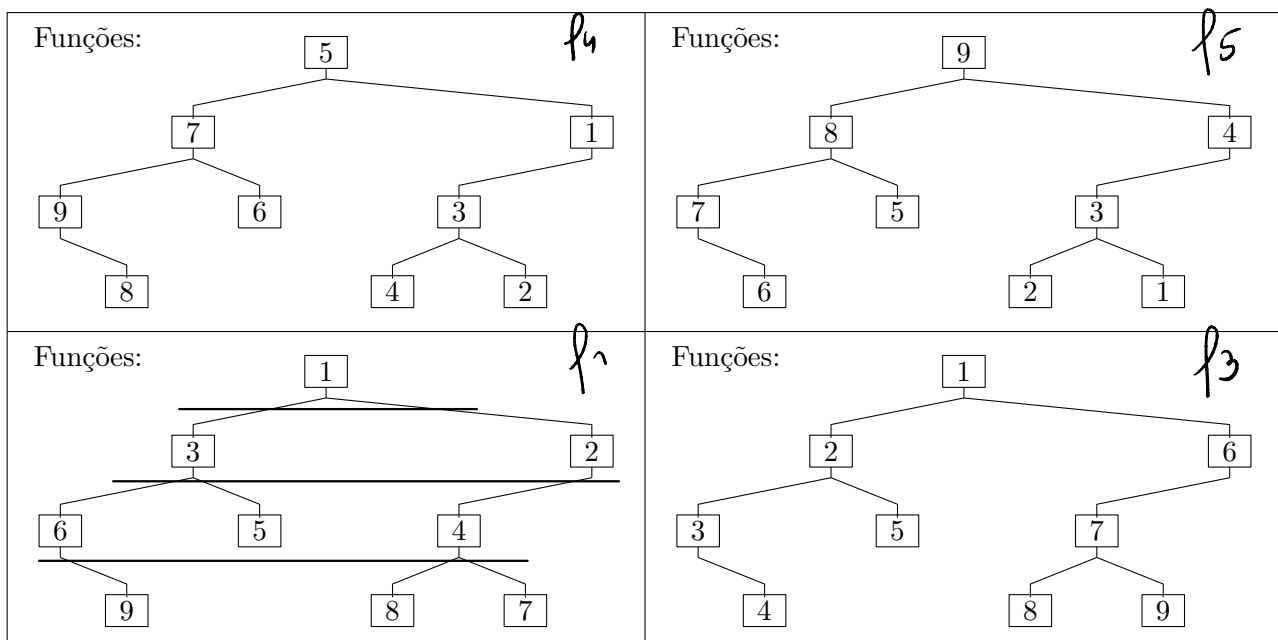 Funções: f4
5
7 1
9 6 3
8 4 2
Funções: f5
9
8 4
7 5 3
6 2 1
Funções:
1
3 2
6 5 4
9 8 7
Funções: f3
1
2 6
3 5 7
4 8 9